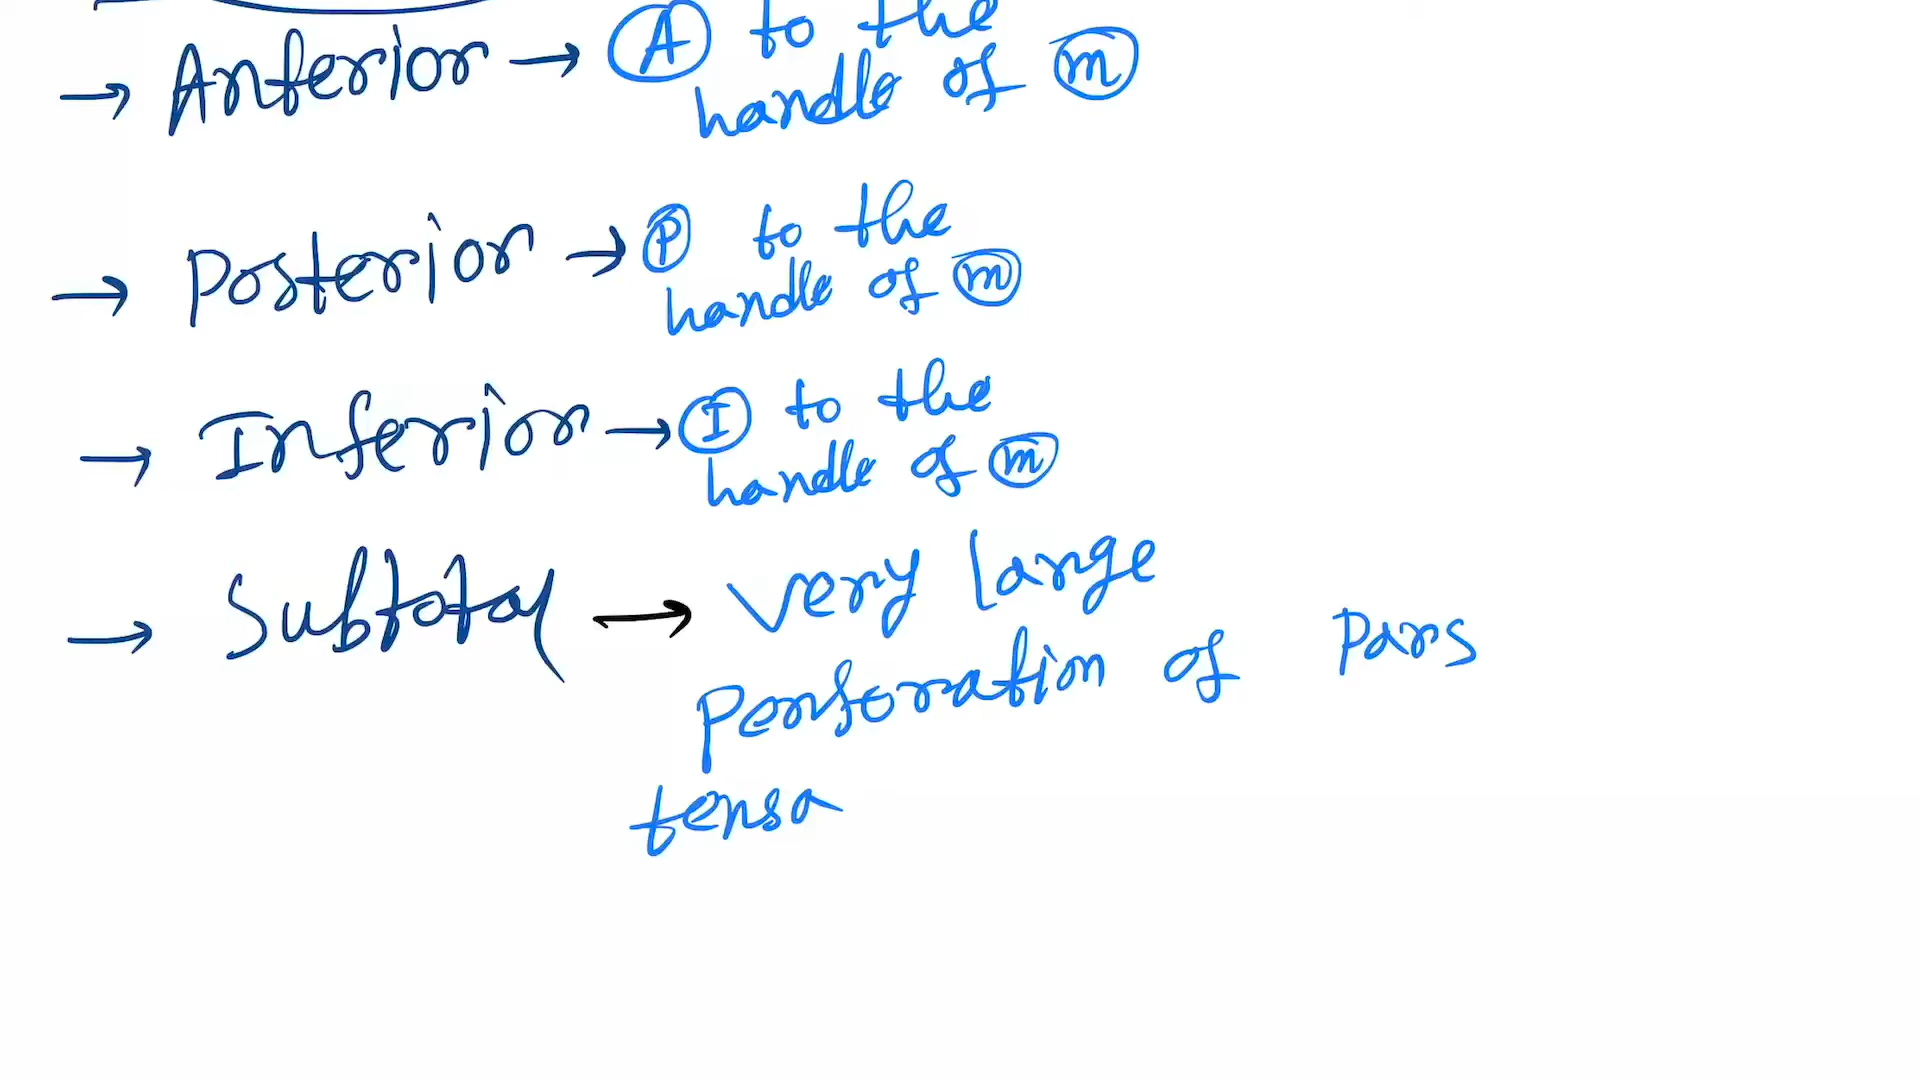 → Anterior → Ⓐ to the
handle of ⓜ
→ Posterior → Ⓟ to the
handle of ⓜ
→ Inferior → Ⓘ to the
handle of ⓜ
→ Subtotal → very large
perforation of Pars
tensa